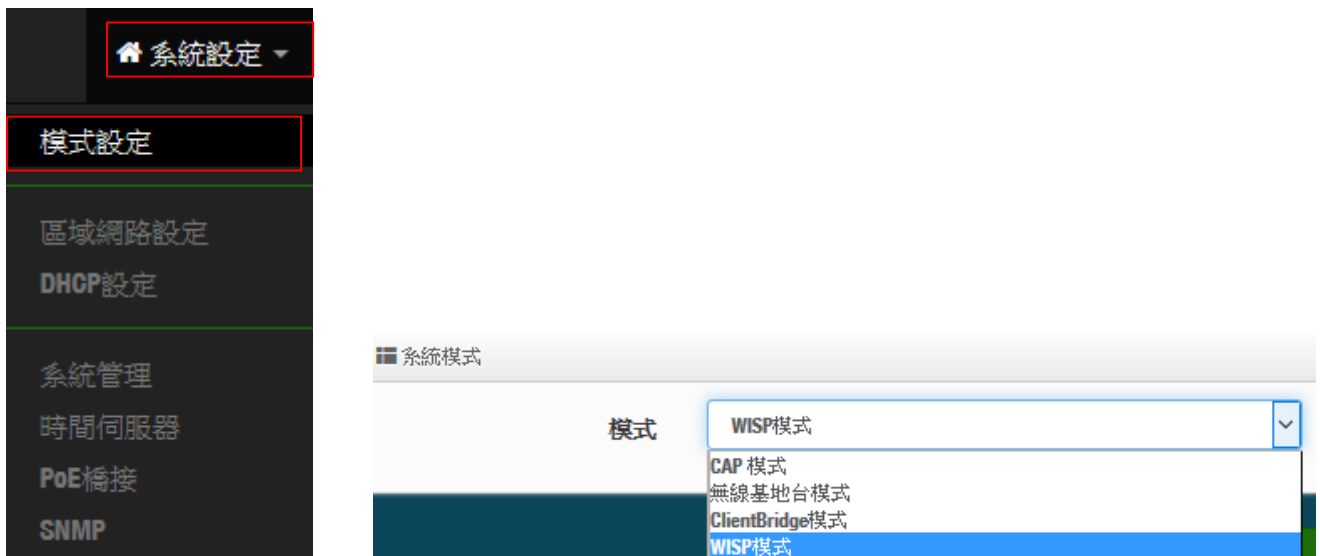 系統設定
模式設定
區域網路設定
DHCP設定
系統管理
時間伺服器
PoE橋接
SNMP
系統模式
模式 WISP模式
CAP 模式
無線基地台模式
ClientBridge模式
WISP模式